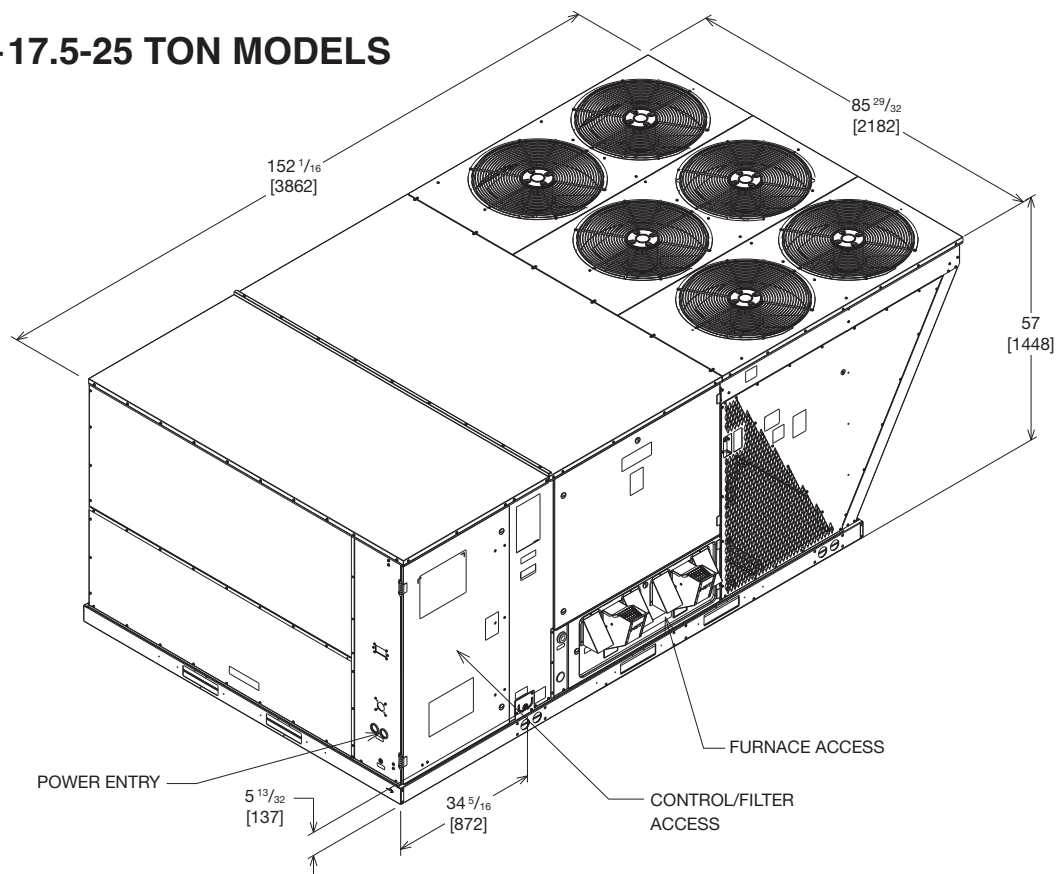 -17.5-25 TON MODELS
85 29/32
[2182]
152 1/16
[3862]
57
[1448]
FURNACE ACCESS
POWER ENTRY
CONTROL/FILTER
ACCESS
5 13/32
[137]
34 5/16
[872]